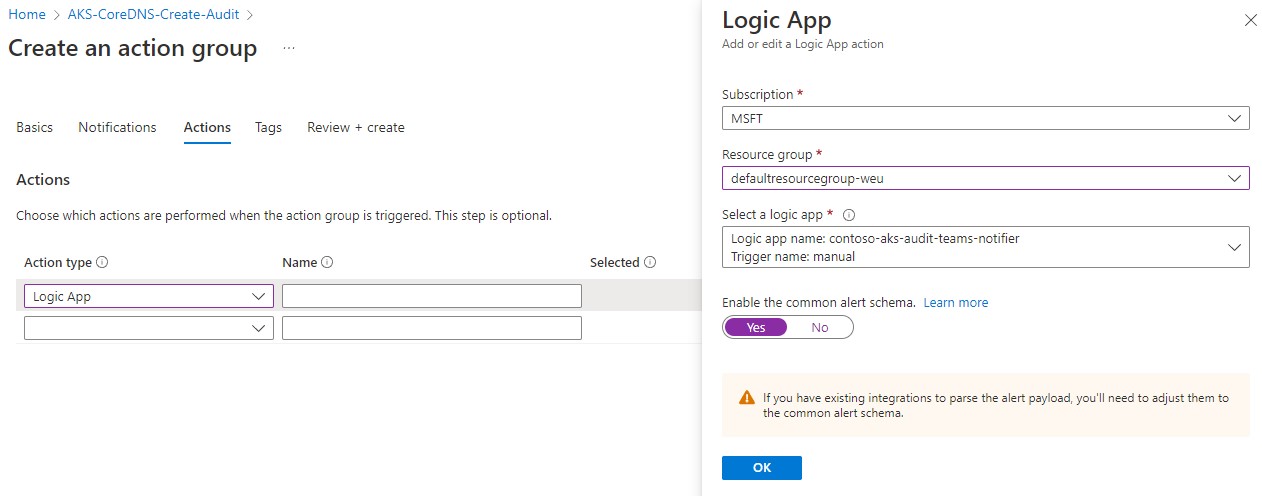 Home > AKS-CoreDNS-Create-Audit >
Create an action group ...
Basics Notifications Actions Tags Review + create
Actions
Choose which actions are performed when the action group is triggered. This step is optional.
Action type Name Selected
Logic App
Logic App
Add or edit a Logic App action
Subscription *
MSFT
Resource group *
defaultresourcegroup-weu
Select a logic app *
Logic app name: contoso-aks-audit-teams-notifier
Trigger name: manual
Enable the common alert schema. Learn more
Yes No
If you have existing integrations to parse the alert payload, you'll need to adjust them to
the common alert schema.
OK